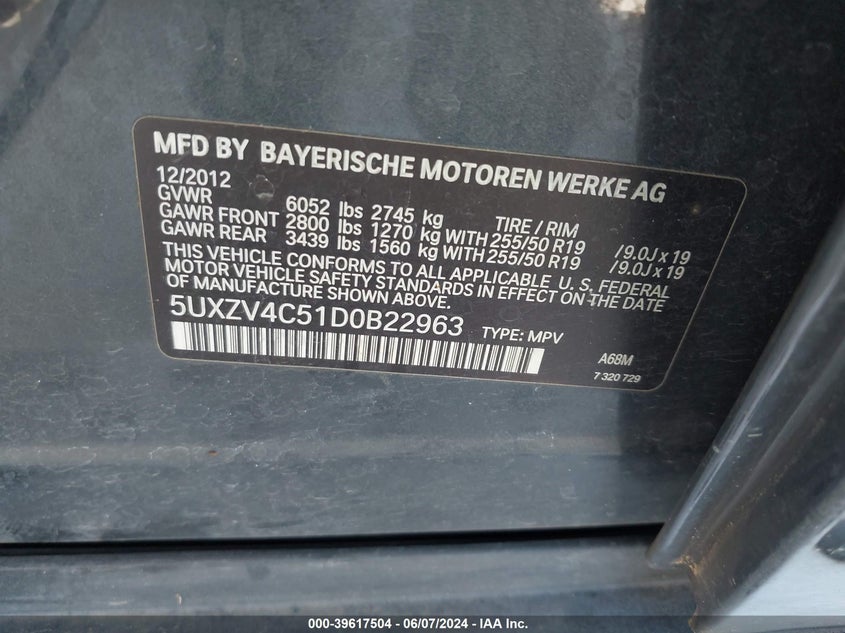 MFD BY BAYERISCHE MOTOREN WERKE AG
12/2012
GVWR 6052 lbs 2745 kg TIRE / RIM
GAWR FRONT 2800 lbs 1270 kg WITH 255/50 R19 / 9.0J x 19
GAWR REAR 3439 lbs 1560 kg WITH 255/50 R19 / 9.0J x 19
THIS VEHICLE CONFORMS TO ALL APPLICABLE U. S. FEDERAL
MOTOR VEHICLE SAFETY STANDARDS IN EFFECT ON THE DATE
OF MANUFACTURE SHOWN ABOVE.
5UXZV4C51D0B22963 TYPE: MPV
A68M
7 320 729
000-39617504 - 06/07/2024 - IAA Inc.